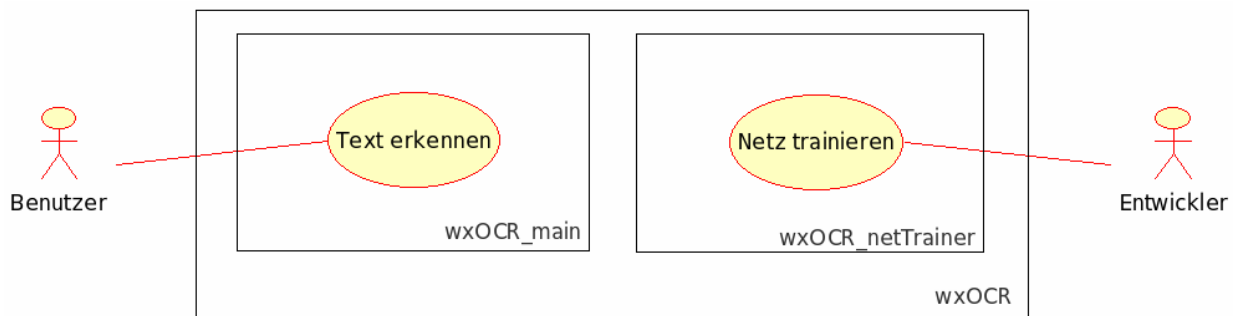 Text erkennen
Netz trainieren
Benutzer
Entwickler
wxOCR_main
wxOCR_netTrainer
wxOCR